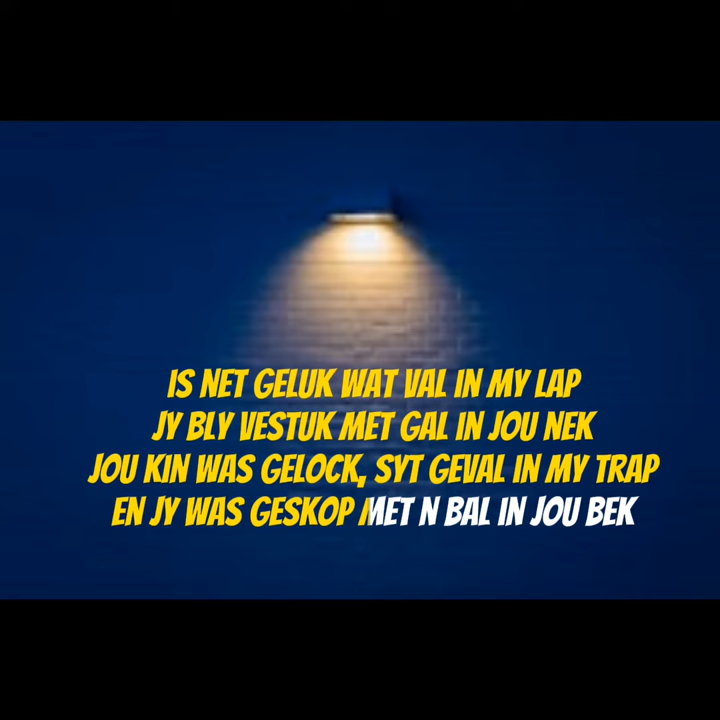 IS NET GELUK WAT VAL IN MY LAP
JY BLY VESTUK MET GAL IN JOU NEK
JOU KIN WAS GELOCK, SYT GEVAL IN MY TRAP
EN JY WAS GESKOP MET N BAL IN JOU BEK